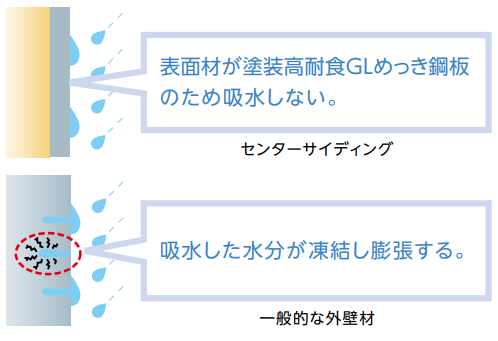 表面材が塗装高耐食GLめっき鋼板
のため吸水しない。
センターサイディング
吸水した水分が凍結し膨張する。
一般的な外壁材